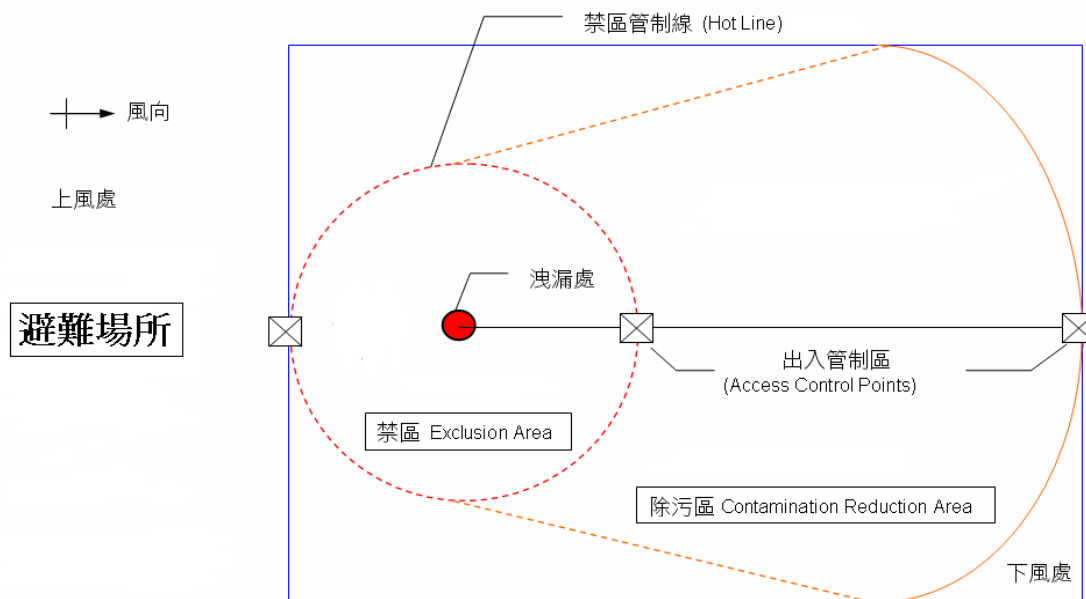 禁區管制線 (Hot Line)
風向
上風處
洩漏處
避難場所
出入管制區
(Access Control Points)
禁區 Exclusion Area
除污區 Contamination Reduction Area
下風處